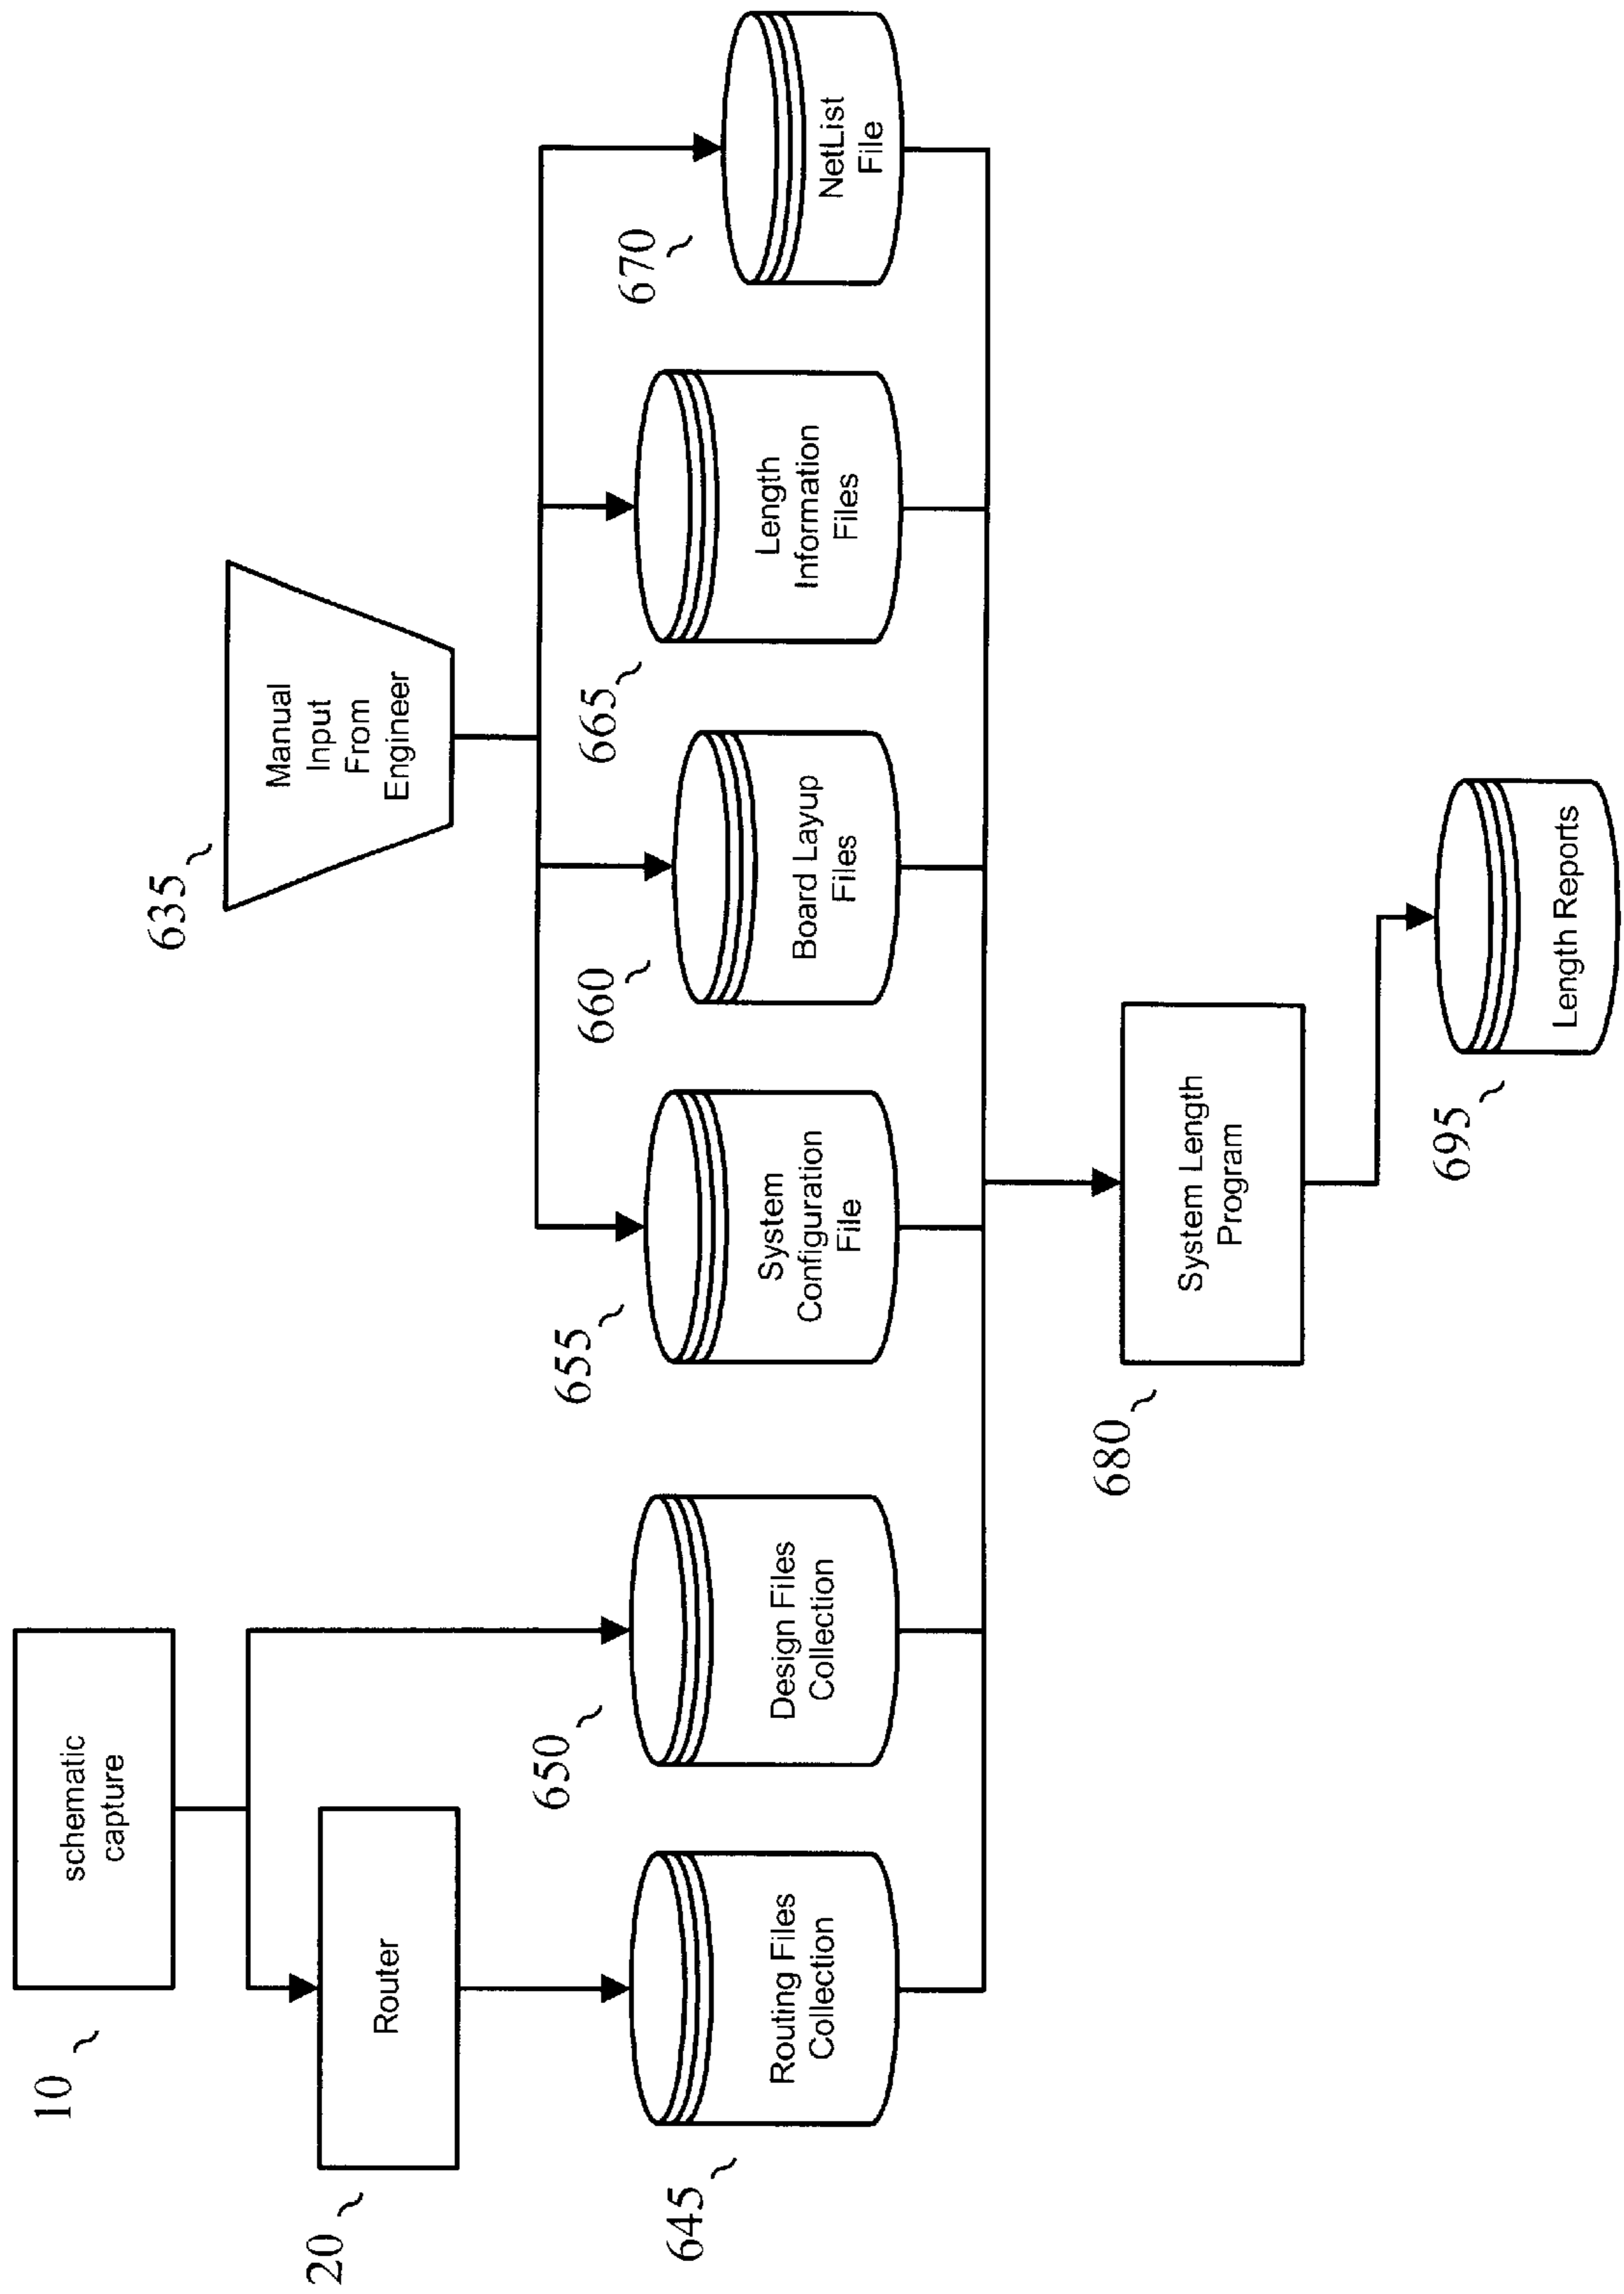 10
schematic
capture
20
Router
635
Manual
Input
From
Engineer
645
Routing Files
Collection
650
Design Files
Collection
655
System
Configuration
File
660
Board Layup
Files
665
Length
Information
Files
670
NetList
File
680
System Length
Program
695
Length Reports